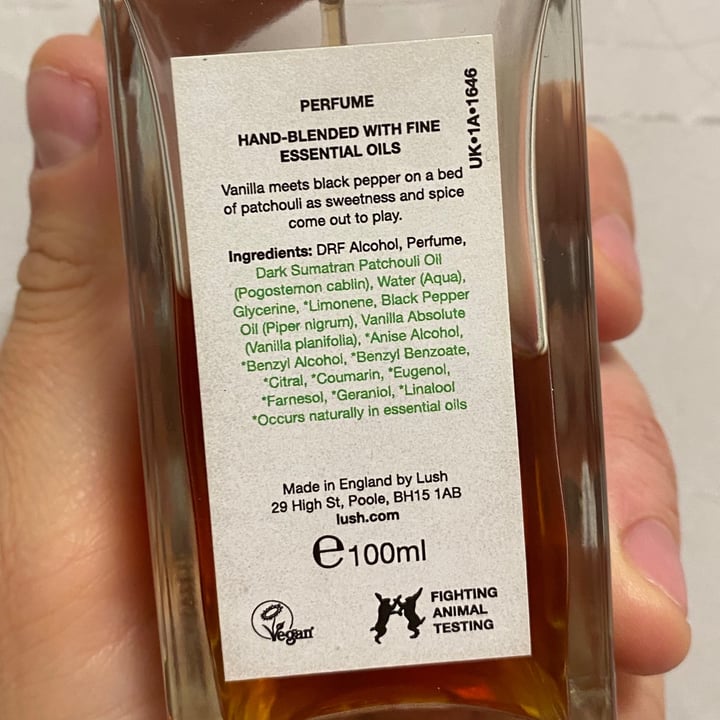 PERFUME
HAND-BLENDED WITH FINE
ESSENTIAL OILS
UK•1A•1646
Vanilla meets black pepper on a bed
of patchouli as sweetness and spice
come out to play.
Ingredients: DRF Alcohol, Perfume,
Dark Sumatran Patchouli Oil
(Pogostemon cablin), Water (Aqua),
Glycerine, *Limonene, Black Pepper
Oil (Piper nigrum), Vanilla Absolute
(Vanilla planifolia), *Anise Alcohol,
*Benzyl Alcohol, *Benzyl Benzoate,
*Citral, *Coumarin, *Eugenol,
*Farnesol, *Geraniol, *Linalool
*Occurs naturally in essential oils
Made in England by Lush
29 High St, Poole, BH15 1AB
lush.com
℮100ml
Vegan
FIGHTING
ANIMAL
TESTING